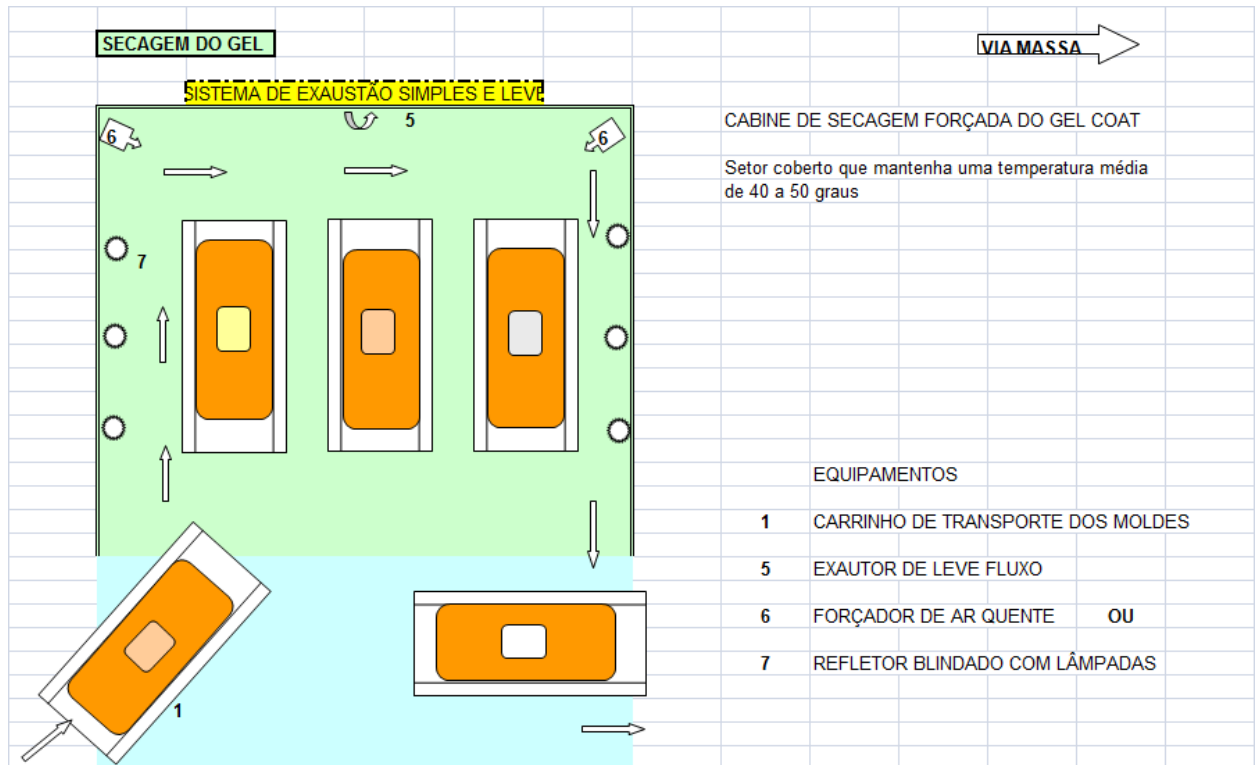 SECAGEM DO GEL
VIA MASSA
SISTEMA DE EXAUSTÃO SIMPLES E LEVE
5
6
6
CABINE DE SECAGEM FORÇADA DO GEL COAT
Setor coberto que mantenha uma temperatura média
de 40 a 50 graus
7
EQUIPAMENTOS
1 CARRINHO DE TRANSPORTE DOS MOLDES
5 EXAUTOR DE LEVE FLUXO
6 FORÇADOR DE AR QUENTE OU
7 REFLETOR BLINDADO COM LÂMPADAS
1